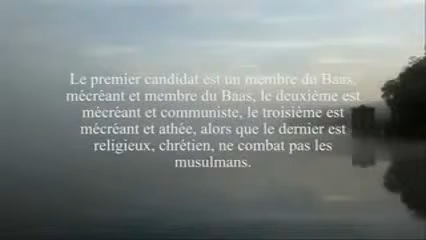 Le premier candidat est un membre du Baas,
mécréant et membre du Baas, le deuxième est
mécréant et communiste, le troisième est
mécréant et athée, alors que le dernier est
religieux, chrétien, ne combat pas les
musulmans.